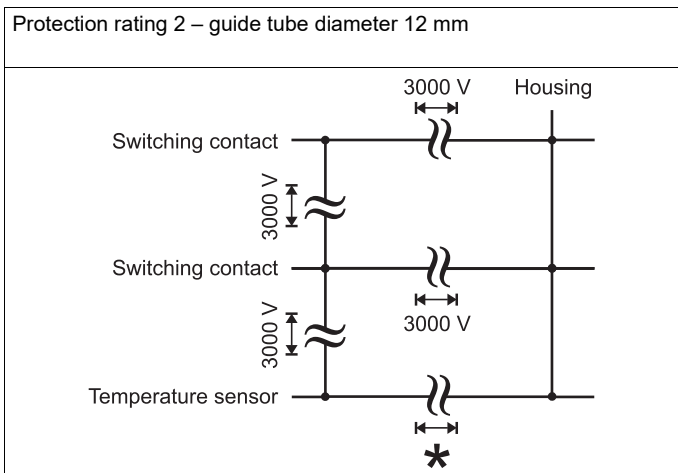 Protection rating 2 – guide tube diameter 12 mm
3000 V
Housing
Switching contact
3000 V
Switching contact
3000 V
3000 V
Temperature sensor
*